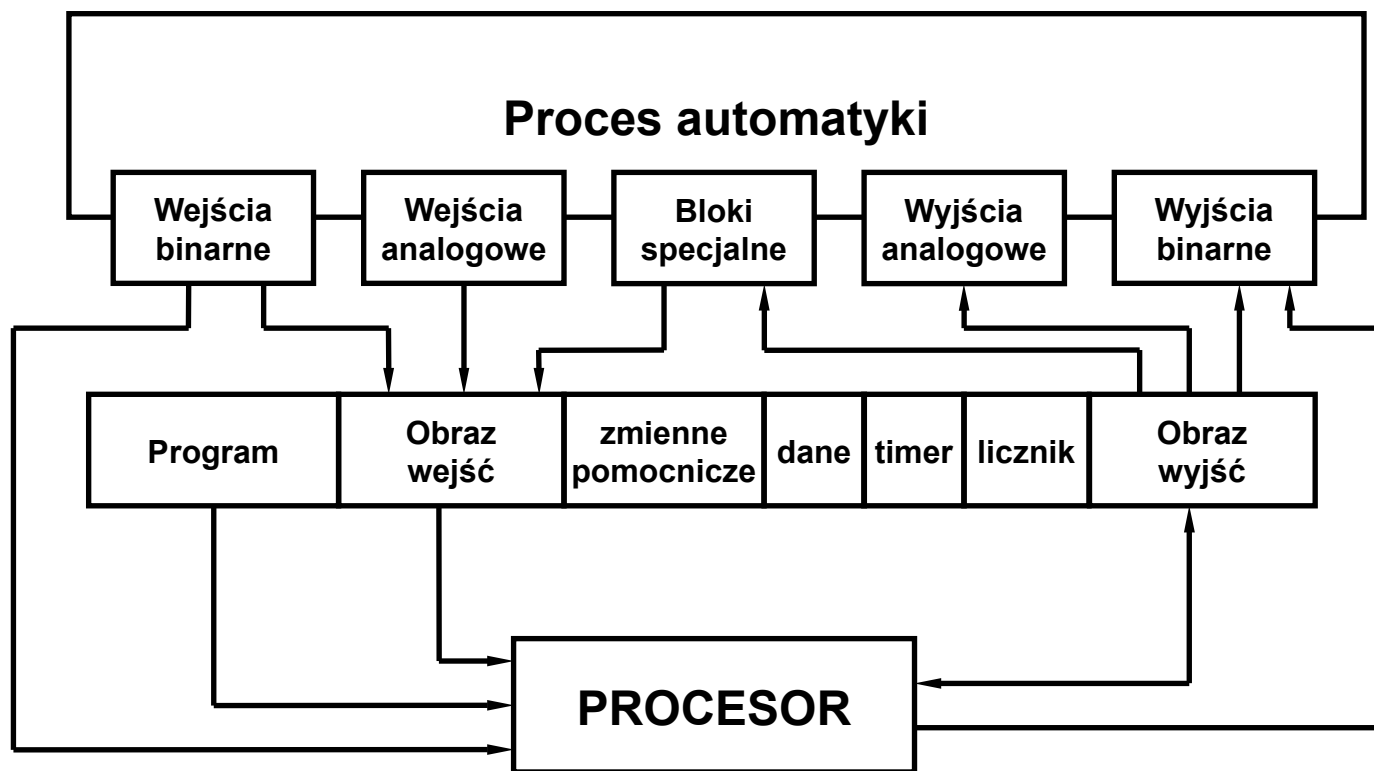 Proces automatyki
Wejścia
binarne
Wejścia
analogowe
Bloki
specjalne
Wyjścia
analogowe
Wyjścia
binarne
Program
Obraz
wejść
zmienne
pomocnicze
dane
timer
licznik
Obraz
wyjść
PROCESOR